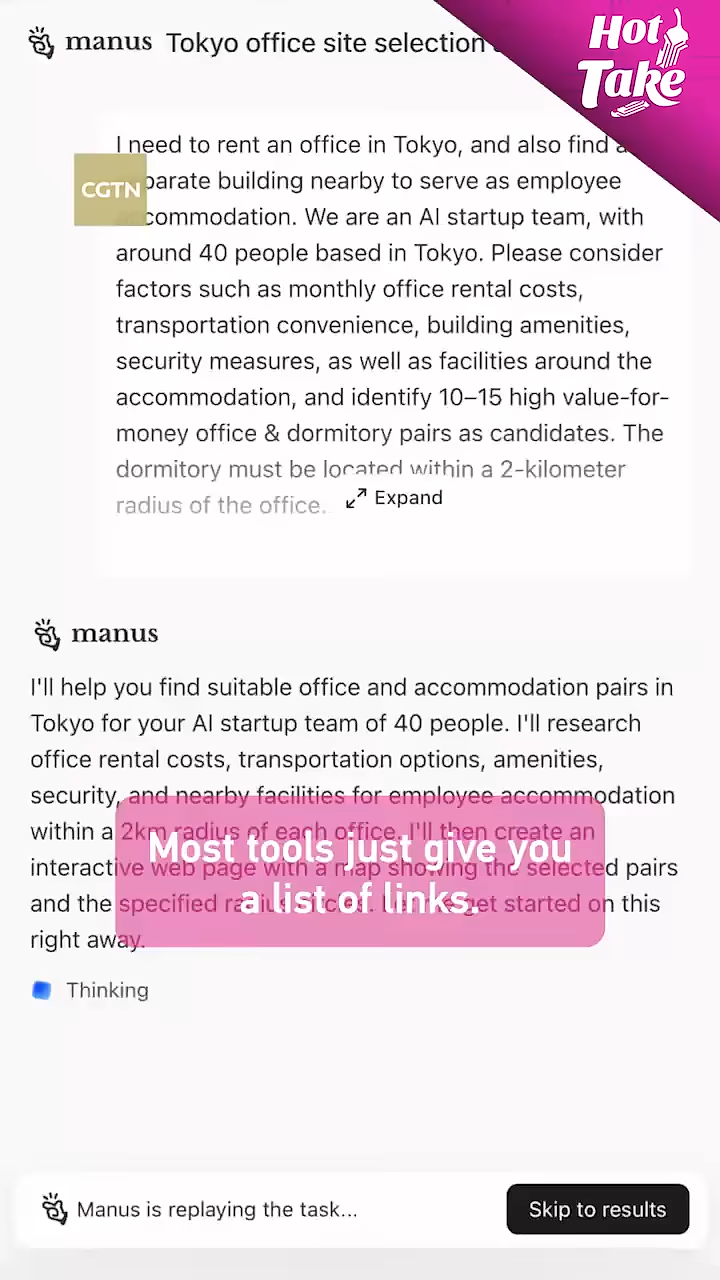 manus Tokyo office site selection
Hot
Take
I need to rent an office in Tokyo, and also find a
CGTN
parate building nearby to serve as employee
commodation. We are an AI startup team, with
around 40 people based in Tokyo. Please consider
factors such as monthly office rental costs,
transportation convenience, building amenities,
security measures, as well as facilities around the
accommodation, and identify 10–15 high value-for-
money office & dormitory pairs as candidates. The
dormitory must be located within a 2-kilometer
radius of the office.
Expand
manus
I'll help you find suitable office and accommodation pairs in
Tokyo for your AI startup team of 40 people. I'll research
office rental costs, transportation options, amenities,
security, and nearby facilities for employee accommodation
within a 2km radius of each office. I'll then create an
interactive web page with a map showing the selected pairs
and the specified radius get started on this
right away.
Most tools just give you
a list of links.
Thinking
Manus is replaying the task...
Skip to results